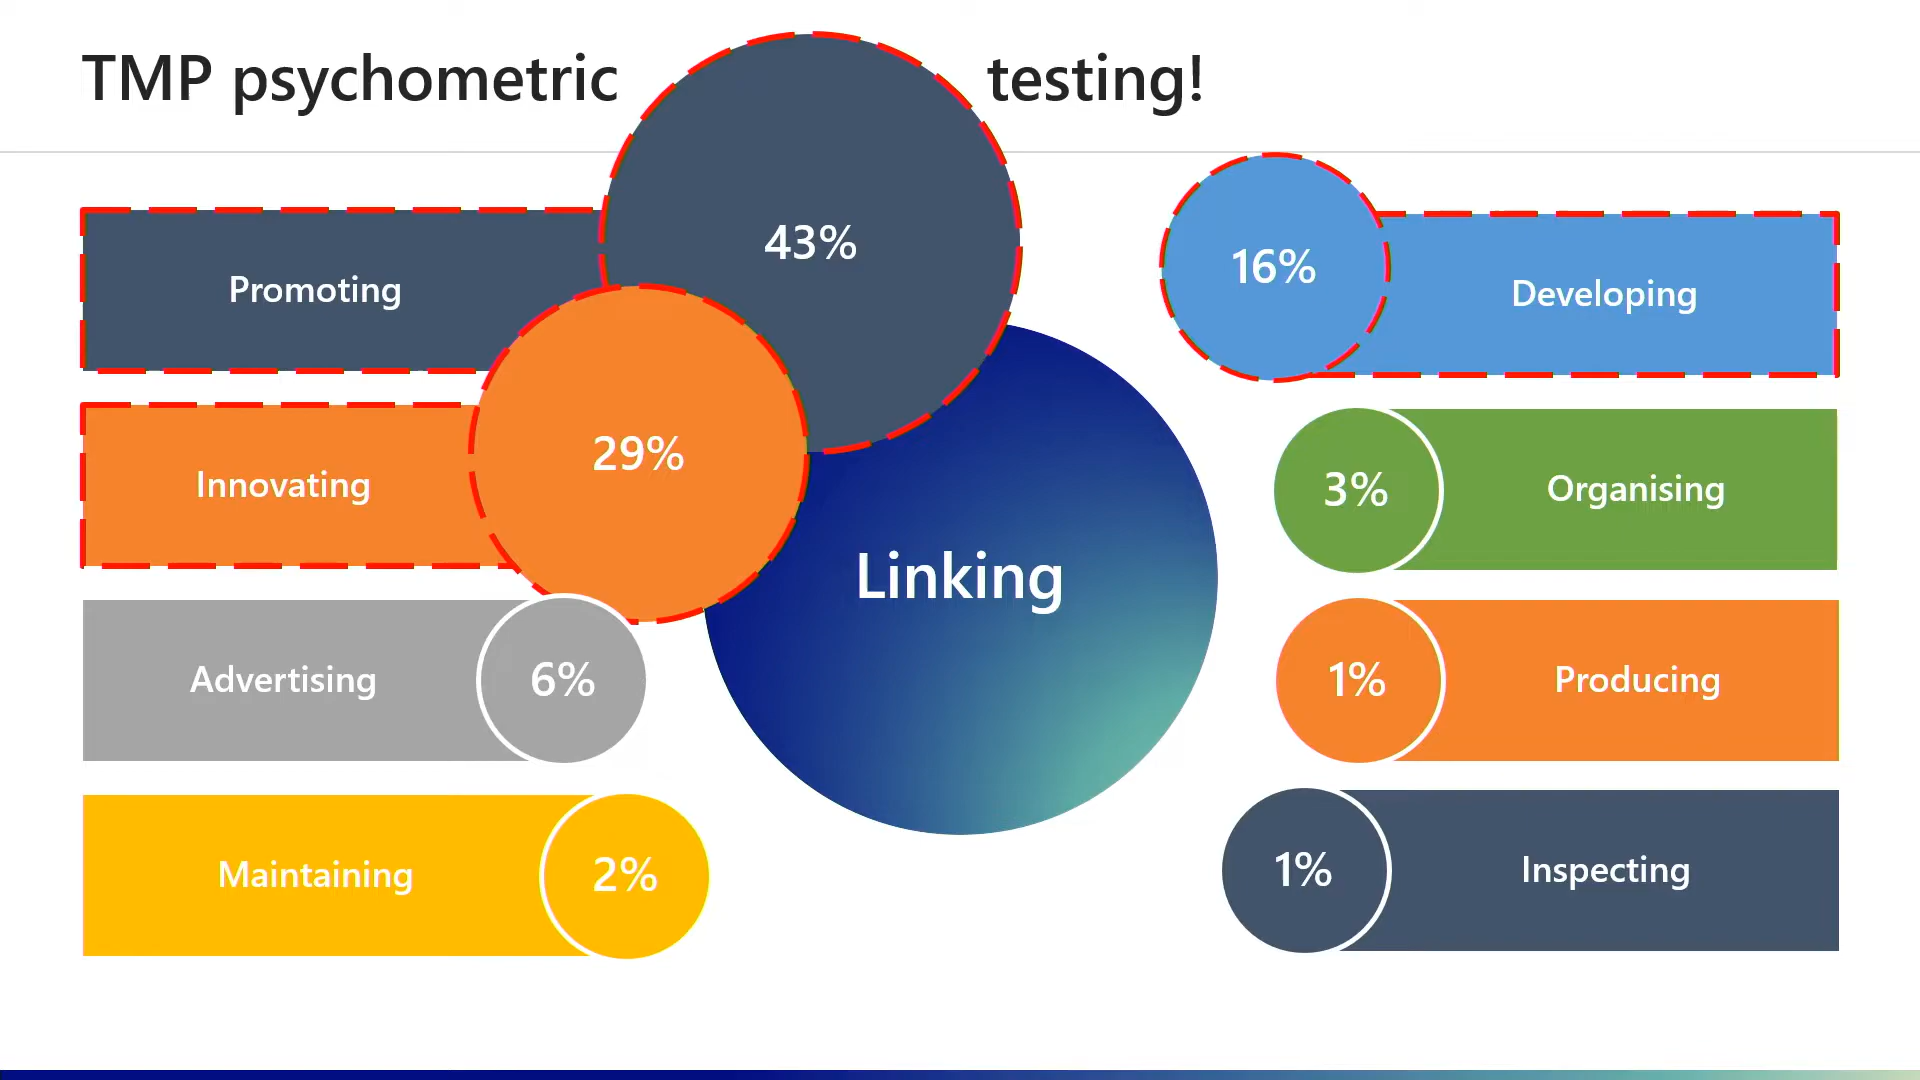 TMP psychometric testing!
Promoting
43%
Innovating
29%
Advertising
6%
Maintaining
2%
Linking
16%
Developing
3%
Organising
1%
Producing
1%
Inspecting